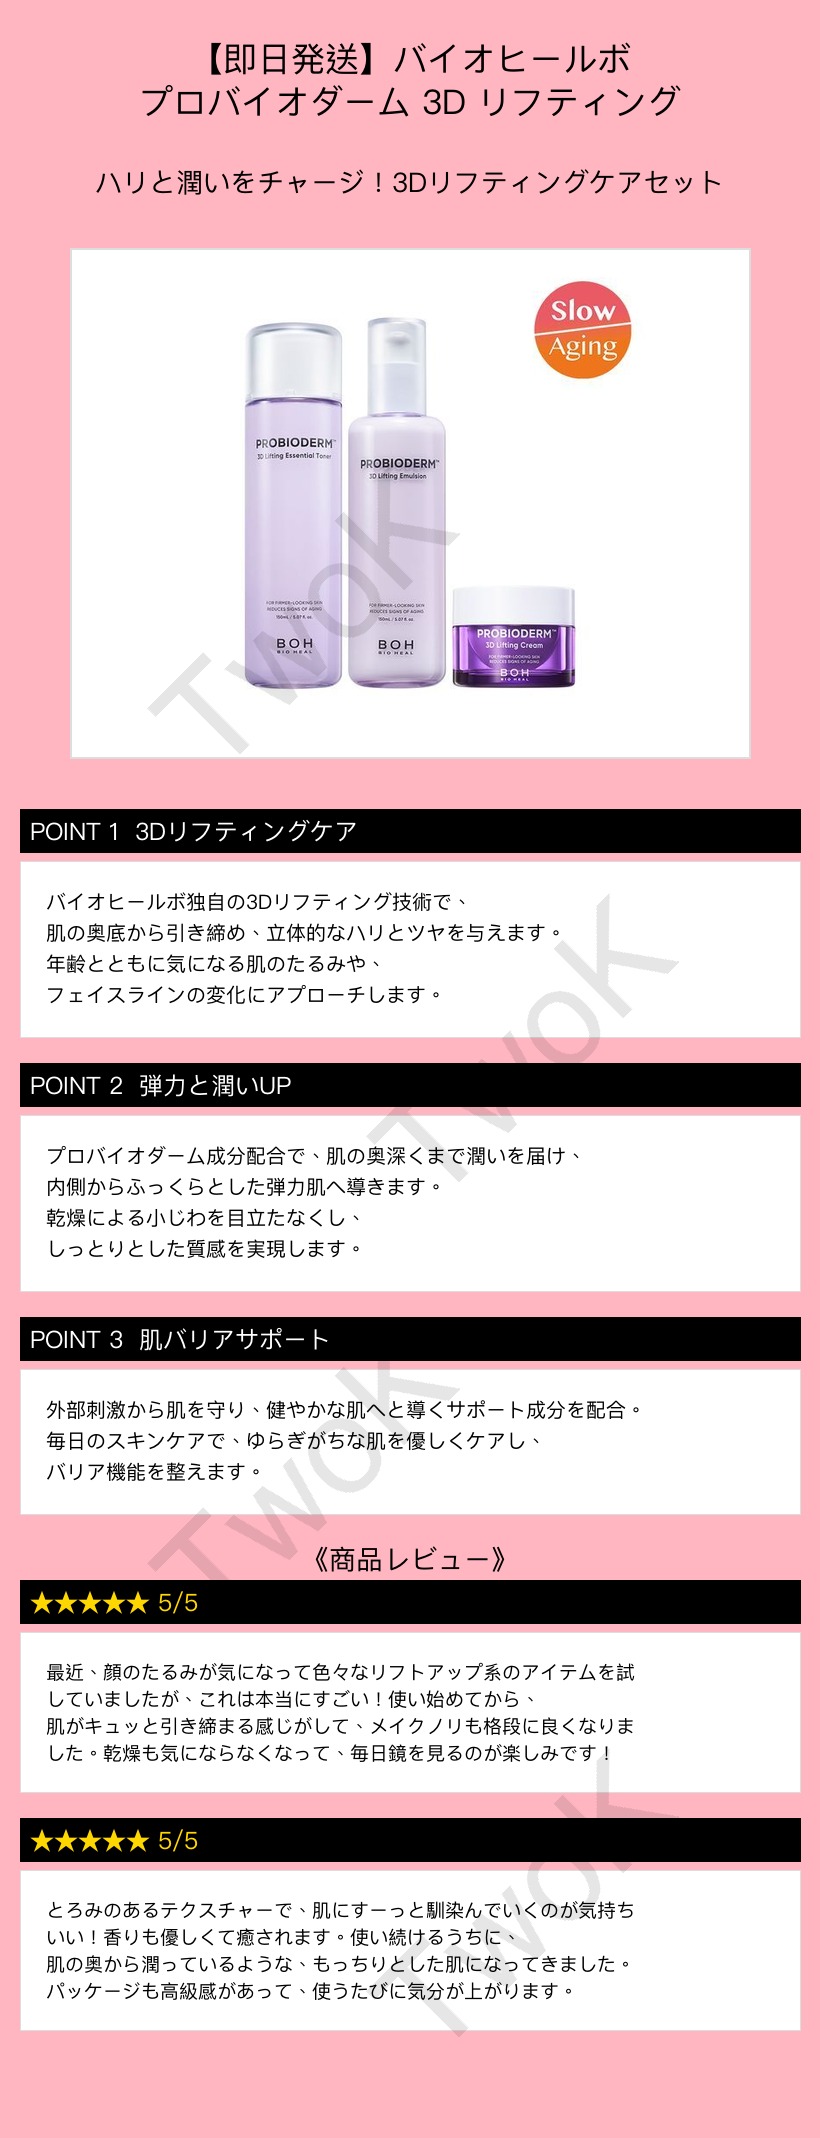 【即日発送】バイオヒールボ
プロバイオダーム 3D リフティング
ハリと潤いをチャージ！3Dリフティングケアセット
Slow
Aging
PROBIODERM™
3D Lifting Essential Toner
FOR FIRMER-LOOKING SKIN
REDUCES SIGNS OF AGING
150mL / 5.07 fl. oz.
BOH
BIO HEAL
PROBIODERM™
3D Lifting Emulsion
FOR FIRMER-LOOKING SKIN
REDUCES SIGNS OF AGING
150mL / 5.07 fl. oz.
BOH
BIO HEAL
PROBIODERM™
3D Lifting Cream
FOR FIRMER-LOOKING SKIN
REDUCES SIGNS OF AGING
BOH
BIO HEAL
TwoK
POINT 1 3Dリフティングケア
バイオヒールボ独自の3Dリフティング技術で、
肌の奥底から引き締め、立体的なハリとツヤを与えます。
年齢とともに気になる肌のたるみや、
フェイスラインの変化にアプローチします。
TwoK
POINT 2 弾力と潤いUP
プロバイオダーム成分配合で、肌の奥深くまで潤いを届け、
内側からふっくらとした弾力肌へ導きます。
乾燥による小じわを目立たなくし、
しっとりとした質感を実現します。
POINT 3 肌バリアサポート
外部刺激から肌を守り、健やかな肌へと導くサポート成分を配合。
毎日のスキンケアで、ゆらぎがちな肌を優しくケアし、
バリア機能を整えます。
TwoK
《商品レビュー》
★★★★★ 5/5
最近、顔のたるみが気になって色々なリフトアップ系のアイテムを試
していましたが、これは本当にすごい！使い始めてから、
肌がキュッと引き締まる感じがして、メイクノリも格段に良くなりま
した。乾燥も気にならなくなって、毎日鏡を見るのが楽しみです！
★★★★★ 5/5
とろみのあるテクスチャーで、肌にすーっと馴染んでいくのが気持ち
いい！香りも優しくて癒されます。使い続けるうちに、
肌の奥から潤っているような、もっちりとした肌になってきました。
パッケージも高級感があって、使うたびに気分が上がります。
TwoK